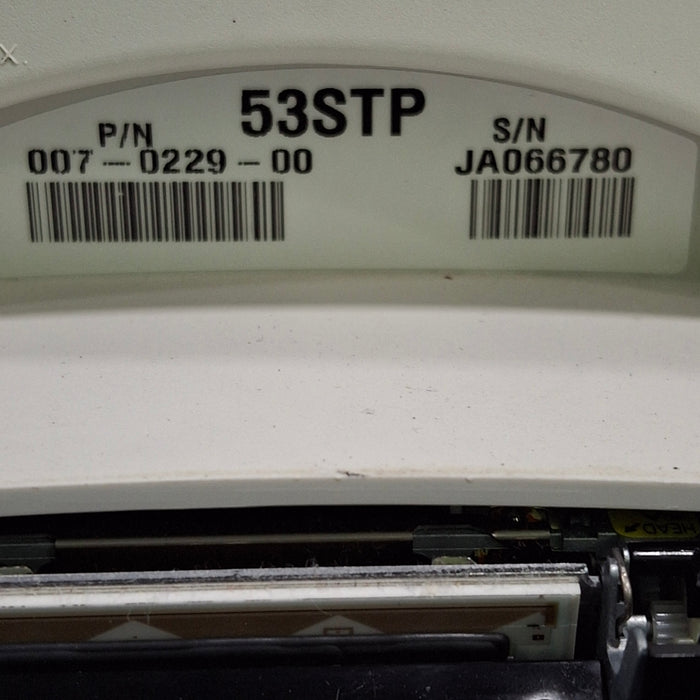 x.
53STP
P/N
S/N
007-0229-00
JA066780
HEAD